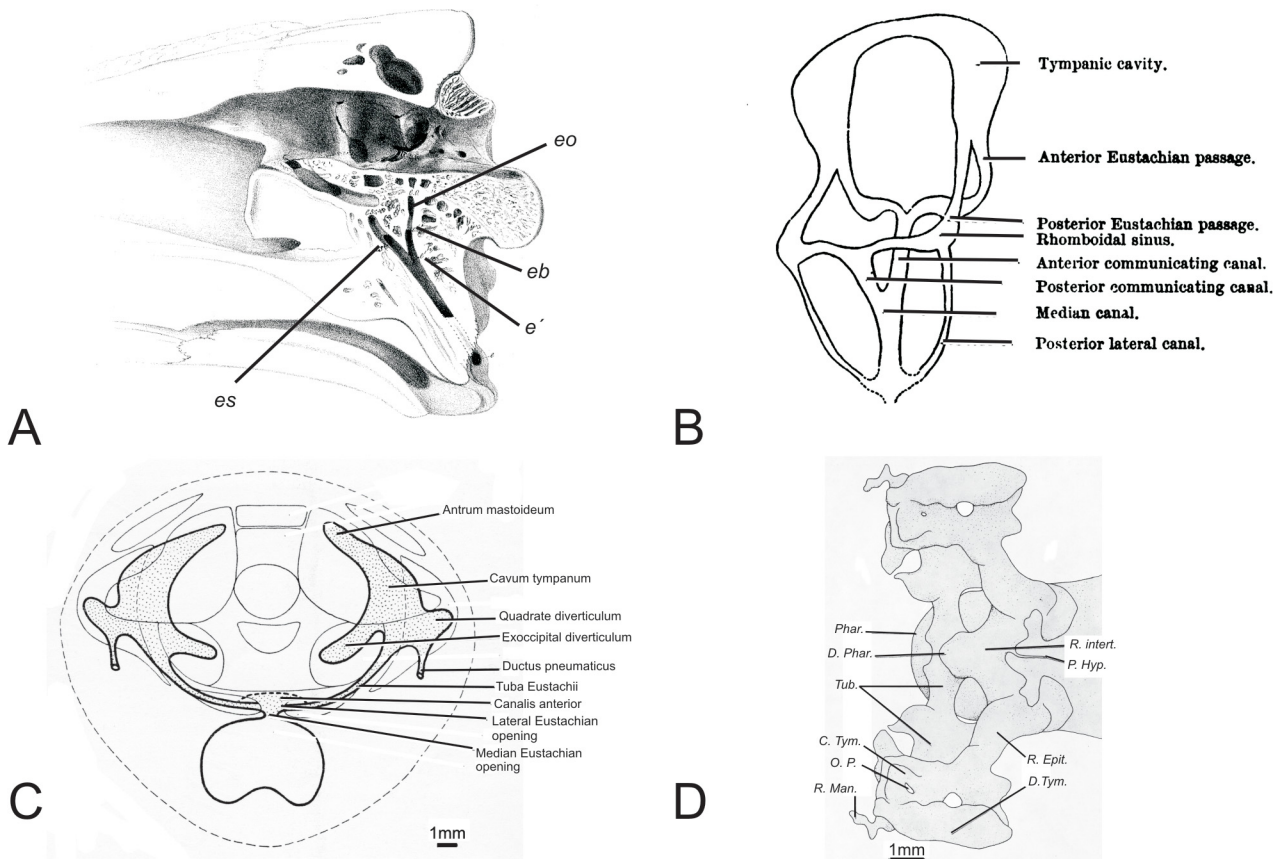 eo
eb
e´
es
A
Tympanic cavity.
Anterior Eustachian passage.
Posterior Eustachian passage.
Rhomboidal sinus.
Anterior communicating canal.
Posterior communicating canal.
Median canal.
Posterior lateral canal.
B
Antrum mastoideum
Cavum tympanum
Quadrate diverticulum
Exoccipital diverticulum
Ductus pneumaticus
Tuba Eustachii
Canalis anterior
Lateral Eustachian
opening
Median Eustachian
opening
C
1mm
Phar.
D. Phar.
Tub.
C. Tym.
O. P.
R. Man.
R. intert.
P. Hyp.
R. Epit.
D.Tym.
D
1mm